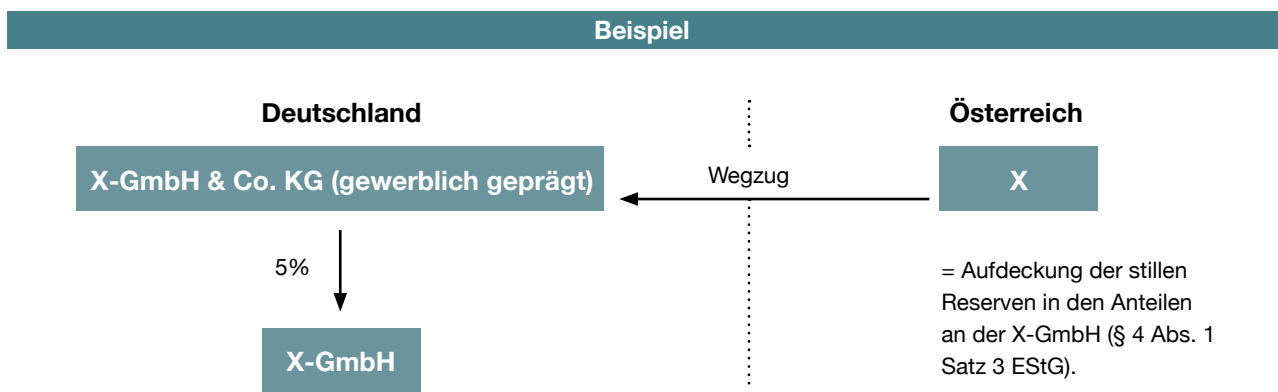 Beispiel
Deutschland
Österreich
X-GmbH & Co. KG (gewerblich geprägt)
Wegzug
X
5%
= Aufdeckung der stillen
Reserven in den Anteilen
an der X-GmbH (§ 4 Abs. 1
Satz 3 EStG).
X-GmbH